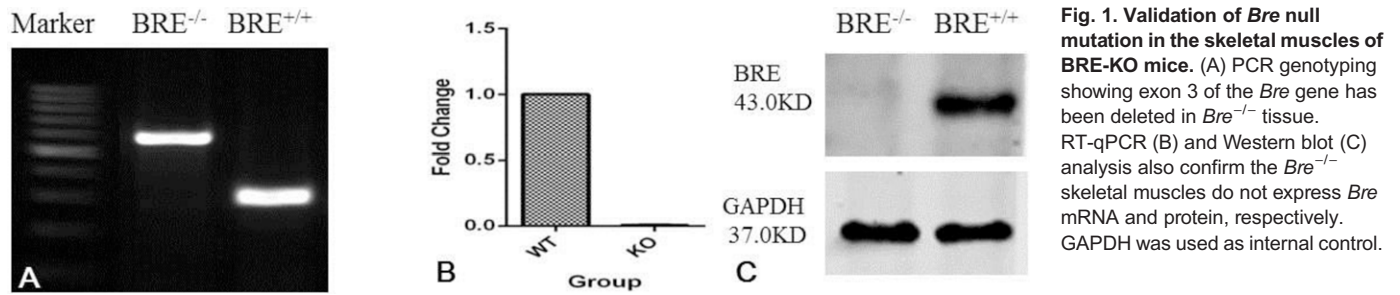 Marker BRE-/- BRE+/+
A
1.5
1.0
0.5
0.0
Fold Change
WT KO
Group
B
BRE-/- BRE+/+
BRE
43.0KD
GAPDH
37.0KD
C
Fig. 1. Validation of Bre null
mutation in the skeletal muscles of
BRE-KO mice. (A) PCR genotyping
showing exon 3 of the Bre gene has
been deleted in Bre−/− tissue.
RT-qPCR (B) and Western blot (C)
analysis also confirm the Bre−/−
skeletal muscles do not express Bre
mRNA and protein, respectively.
GAPDH was used as internal control.